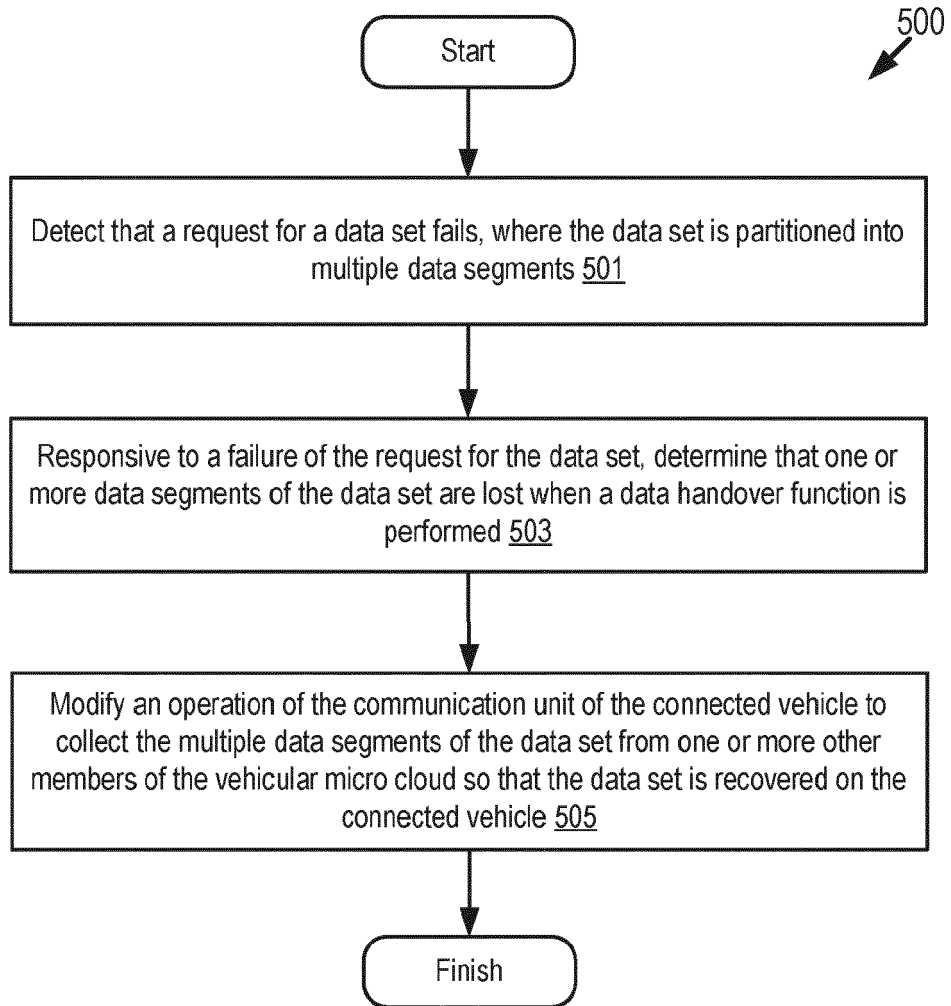 500
Start
Detect that a request for a data set fails, where the data set is partitioned into
multiple data segments 501
Responsive to a failure of the request for the data set, determine that one or
more data segments of the data set are lost when a data handover function is
performed 503
Modify an operation of the communication unit of the connected vehicle to
collect the multiple data segments of the data set from one or more other
members of the vehicular micro cloud so that the data set is recovered on the
connected vehicle 505
Finish